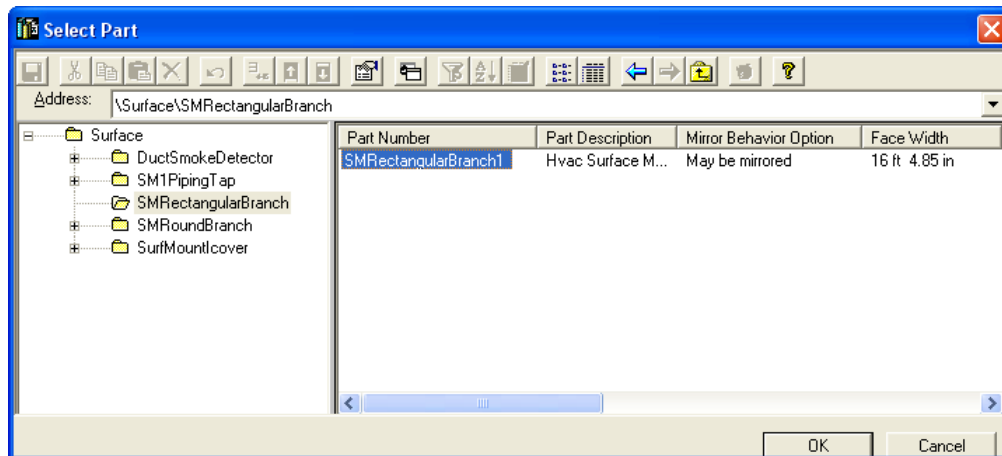 Select Part
Address: \Surface\SMRectangularBranch
Surface
DuctSmokeDetector
SM1PipingTap
SMRectangularBranch
SMRoundBranch
SurfMountIcover
Part Number Part Description Mirror Behavior Option Face Width
SMRectangularBranch1 Hvac Surface M... May be mirrored 16 ft 4.85 in
OK Cancel